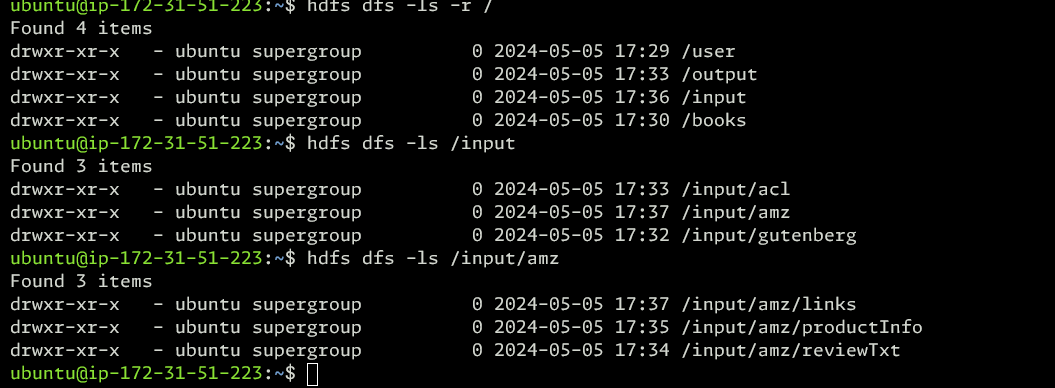 ubuntu@ip-172-31-51-223:~$ hdfs dfs -ls -r /
Found 4 items
drwxr-xr-x   - ubuntu supergroup          0 2024-05-05 17:29 /user
drwxr-xr-x   - ubuntu supergroup          0 2024-05-05 17:33 /output
drwxr-xr-x   - ubuntu supergroup          0 2024-05-05 17:36 /input
drwxr-xr-x   - ubuntu supergroup          0 2024-05-05 17:30 /books
ubuntu@ip-172-31-51-223:~$ hdfs dfs -ls /input
Found 3 items
drwxr-xr-x   - ubuntu supergroup          0 2024-05-05 17:33 /input/acl
drwxr-xr-x   - ubuntu supergroup          0 2024-05-05 17:37 /input/amz
drwxr-xr-x   - ubuntu supergroup          0 2024-05-05 17:32 /input/gutenberg
ubuntu@ip-172-31-51-223:~$ hdfs dfs -ls /input/amz
Found 3 items
drwxr-xr-x   - ubuntu supergroup          0 2024-05-05 17:37 /input/amz/links
drwxr-xr-x   - ubuntu supergroup          0 2024-05-05 17:35 /input/amz/productInfo
drwxr-xr-x   - ubuntu supergroup          0 2024-05-05 17:34 /input/amz/reviewTxt
ubuntu@ip-172-31-51-223:~$